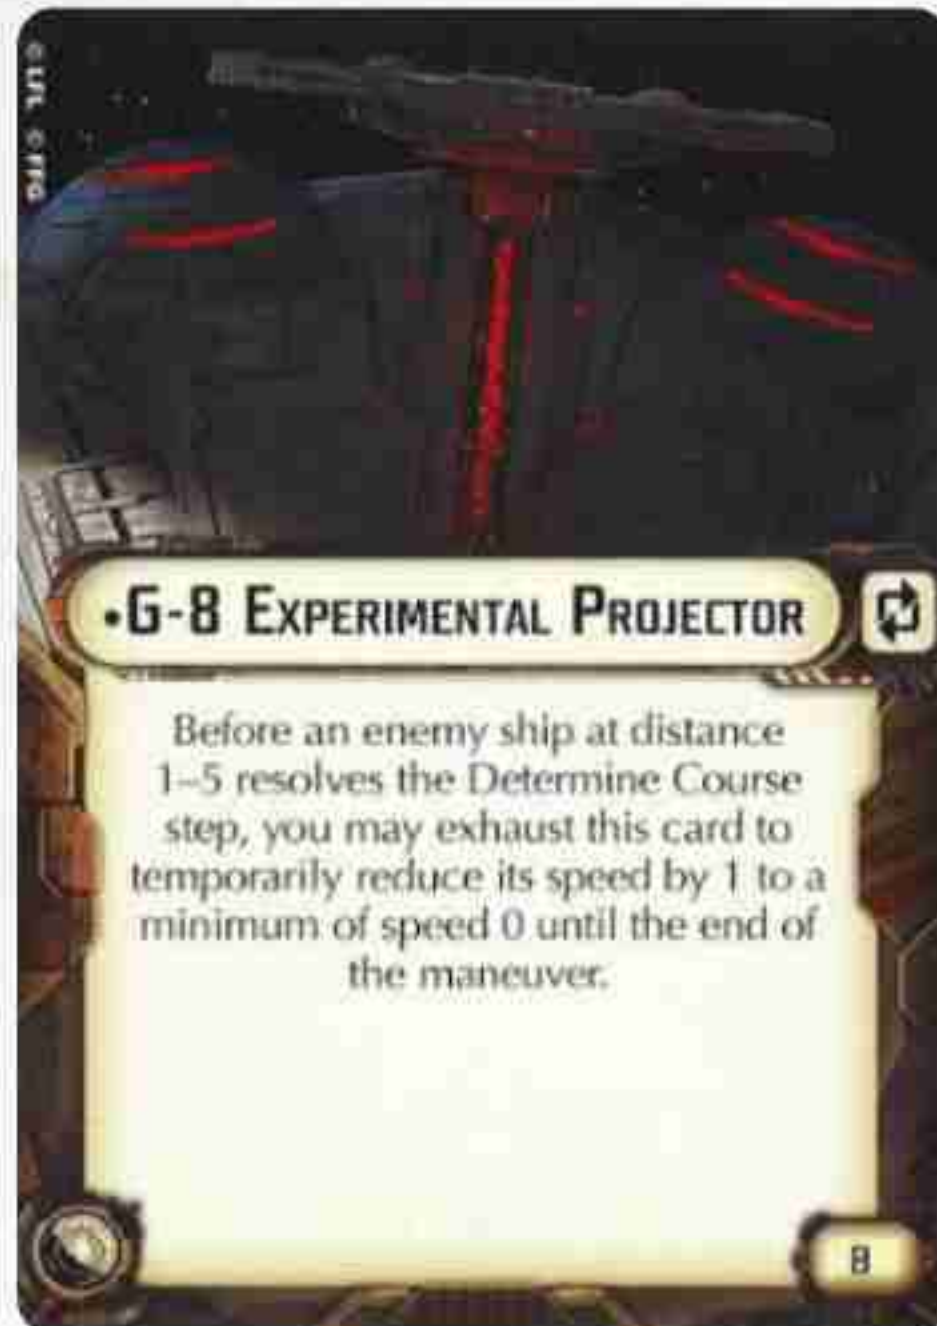 © LFL © FFG
•G-8 EXPERIMENTAL PROJECTOR
Before an enemy ship at distance
1–5 resolves the Determine Course
step, you may exhaust this card to
temporarily reduce its speed by 1 to a
minimum of speed 0 until the end of
the maneuver.
8